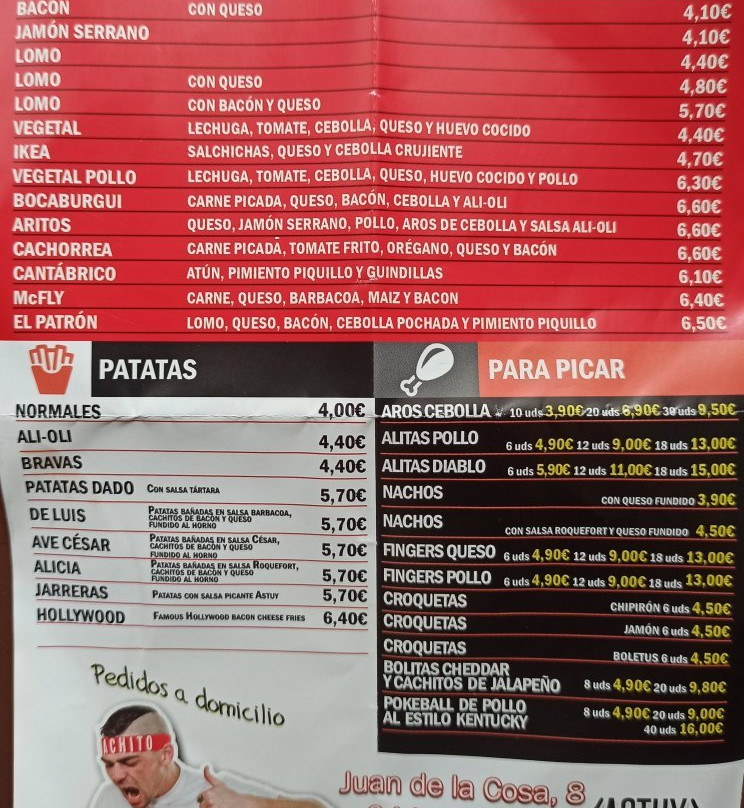 BACON CON QUESO 4,10€
JAMÓN SERRANO 4,10€
LOMO 4,40€
LOMO CON QUESO 4,80€
LOMO CON BACÓN Y QUESO 5,70€
VEGETAL LECHUGA, TOMATE, CEBOLLA, QUESO Y HUEVO COCIDO 4,40€
IKEA SALCHICHAS, QUESO Y CEBOLLA CRUJIENTE 4,70€
VEGETAL POLLO LECHUGA, TOMATE, CEBOLLA, QUESO, HUEVO COCIDO Y POLLO 6,30€
BOCABURGUI CARNE PICADA, QUESO, BACÓN, CEBOLLA Y ALI-OLI 6,60€
ARITOS QUESO, JAMÓN SERRANO, POLLO, AROS DE CEBOLLA Y SALSA ALI-OLI 6,60€
CACHORREA CARNE PICADA, TOMATE FRITO, ORÉGANO, QUESO Y BACÓN 6,60€
CANTÁBRICO ATÚN, PIMIENTO PIQUILLO Y GUINDILLAS 6,10€
McFLY CARNE, QUESO, BARBACOA, MAIZ Y BACON 6,40€
EL PATRÓN LOMO, QUESO, BACÓN, CEBOLLA POCHADA Y PIMIENTO PIQUILLO 6,50€
PATATAS
NORMALES 4,00€
ALI-OLI 4,40€
BRAVAS 4,40€
PATATAS DADO CON SALSA TÁRTARA 5,70€
DE LUIS PATATAS BAÑADAS EN SALSA BARBACOA,
CACHITOS DE BACÓN Y QUESO
FUNDIDO AL HORNO 5,70€
AVE CÉSAR PATATAS BAÑADAS EN SALSA CÉSAR,
CACHITOS DE BACÓN Y QUESO
FUNDIDO AL HORNO 5,70€
ALICIA PATATAS BAÑADAS EN SALSA ROQUEFORT,
CACHITOS DE BACÓN Y QUESO
FUNDIDO AL HORNO 5,70€
JARRERAS PATATAS CON SALSA PICANTE ASTUY 5,70€
HOLLYWOOD FAMOUS HOLLYWOOD BACON CHEESE FRIES 6,40€
PARA PICAR
AROS CEBOLLA 10 uds 3,90€ 20 uds 6,90€ 30 uds 9,50€
ALITAS POLLO 6 uds 4,90€ 12 uds 9,00€ 18 uds 13,00€
ALITAS DIABLO 6 uds 5,90€ 12 uds 11,00€ 18 uds 15,00€
NACHOS CON QUESO FUNDIDO 3,90€
NACHOS CON SALSA ROQUEFORT Y QUESO FUNDIDO 4,50€
FINGERS QUESO 6 uds 4,90€ 12 uds 9,00€ 18 uds 13,00€
FINGERS POLLO 6 uds 4,90€ 12 uds 9,00€ 18 uds 13,00€
CROQUETAS CHIPIRÓN 6 uds 4,50€
CROQUETAS JAMÓN 6 uds 4,50€
CROQUETAS BOLETUS 6 uds 4,50€
BOLITAS CHEDDAR
Y CACHITOS DE JALAPEÑO 8 uds 4,90€ 20 uds 9,80€
POKEBALL DE POLLO
AL ESTILO KENTUCKY 8 uds 4,90€ 20 uds 9,00€
40 uds 16,00€
Pedidos a domicilio
ACHITO
Juan de la Cosa, 8 (ASTUY)